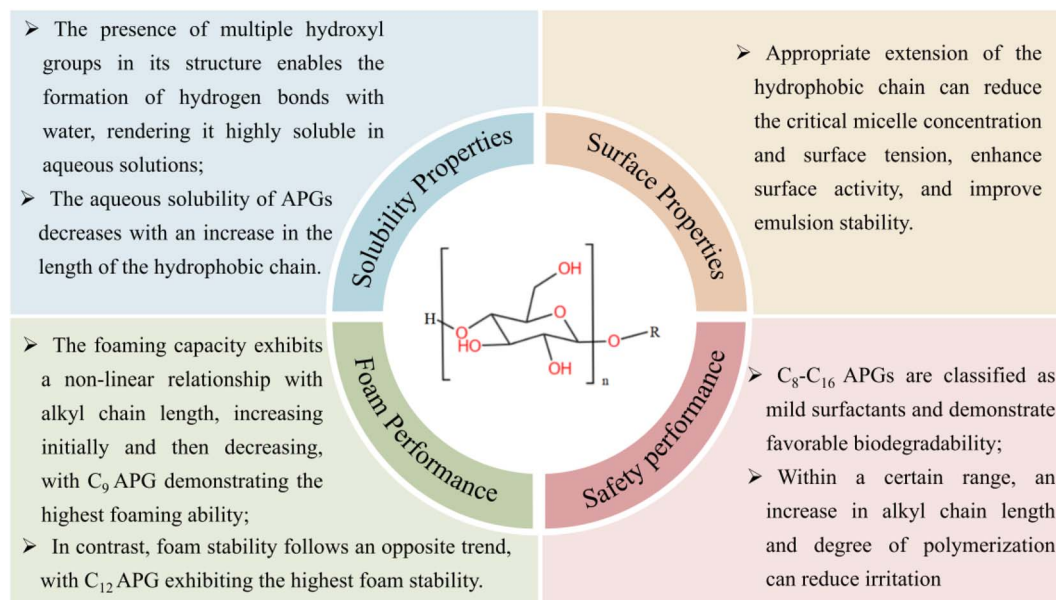 ➢ The presence of multiple hydroxyl
groups in its structure enables the
formation of hydrogen bonds with
water, rendering it highly soluble in
aqueous solutions;
➢ The aqueous solubility of APGs
decreases with an increase in the
length of the hydrophobic chain.
➢ Appropriate extension of the
hydrophobic chain can reduce
the critical micelle concentration
and surface tension, enhance
surface activity, and improve
emulsion stability.
Solubility Properties
Surface Properties
OH
O
H
O
HO
OH
O
R
n
Foam Performance
Safety performance
➢ The foaming capacity exhibits
a non-linear relationship with
alkyl chain length, increasing
initially and then decreasing,
with C₉ APG demonstrating the
highest foaming ability;
➢ In contrast, foam stability follows an opposite trend,
with C₁₂ APG exhibiting the highest foam stability.
➢ C₈-C₁₆ APGs are classified as
mild surfactants and demonstrate
favorable biodegradability;
➢ Within a certain range, an
increase in alkyl chain length
and degree of polymerization
can reduce irritation